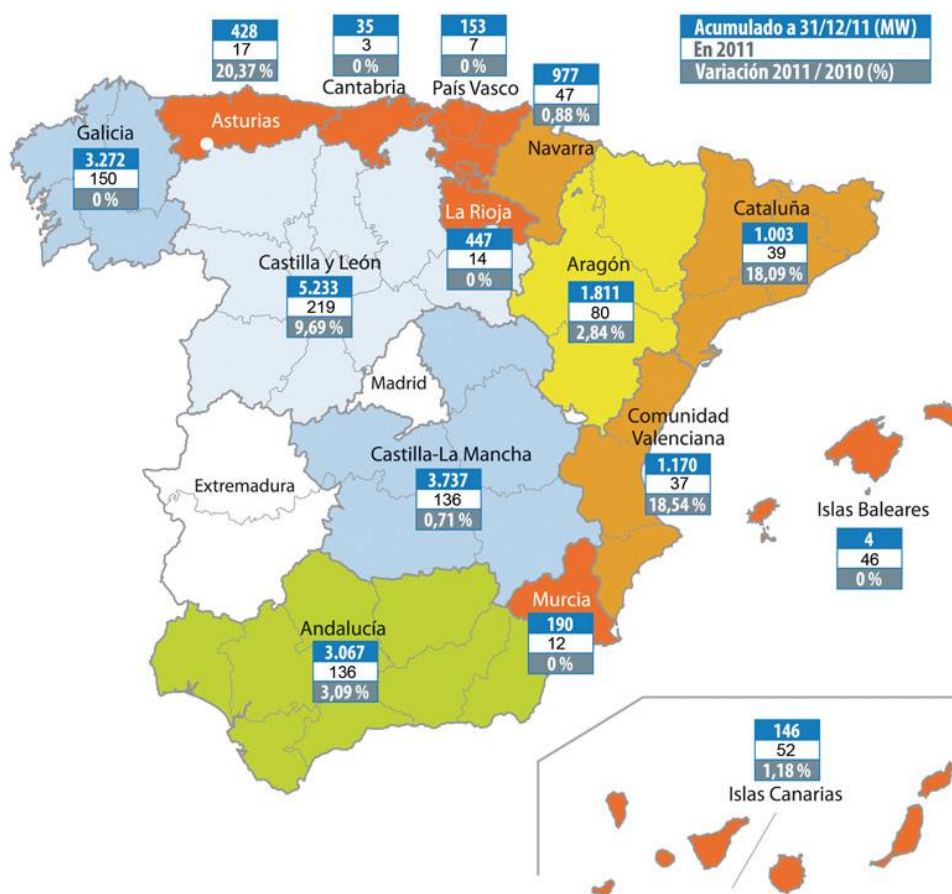 Acumulado a 31/12/11 (MW)
En 2011
Variación 2011 / 2010 (%)
428
17
20,37 %
Asturias
35
3
0 %
Cantabria
153
7
0 %
País Vasco
977
47
0,88 %
Navarra
Galicia
3.272
150
0 %
La Rioja
447
14
0 %
Castilla y León
5.233
219
9,69 %
Aragón
1.811
80
2,84 %
Cataluña
1.003
39
18,09 %
Madrid
Comunidad
Valenciana
1.170
37
18,54 %
Castilla-La Mancha
3.737
136
0,71 %
Extremadura
Islas Baleares
4
46
0 %
Murcia
190
12
0 %
Andalucía
3.067
136
3,09 %
146
52
1,18 %
Islas Canarias